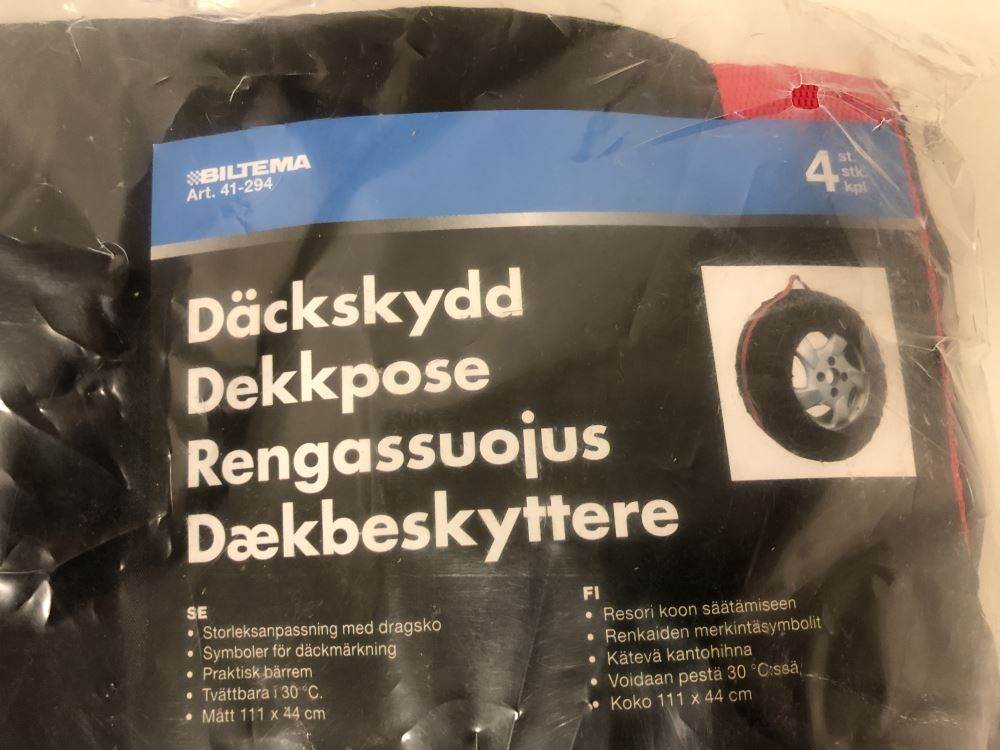 BILTEMA
Art. 41-294
4 st.
stk.
kpl
Däckskydd
Dekkpose
Rengassuojus
Dækbeskyttere
SE
• Storleksanpassning med dragsko
• Symboler för däckmärkning
• Praktisk bärrem
• Tvättbara i 30 °C.
• Mått 111 x 44 cm
FI
• Resori koon säätämiseen
• Renkaiden merkintäsymbolit
• Kätevä kantohihna
• Voidaan pestä 30 °C:ssä
• Koko 111 x 44 cm